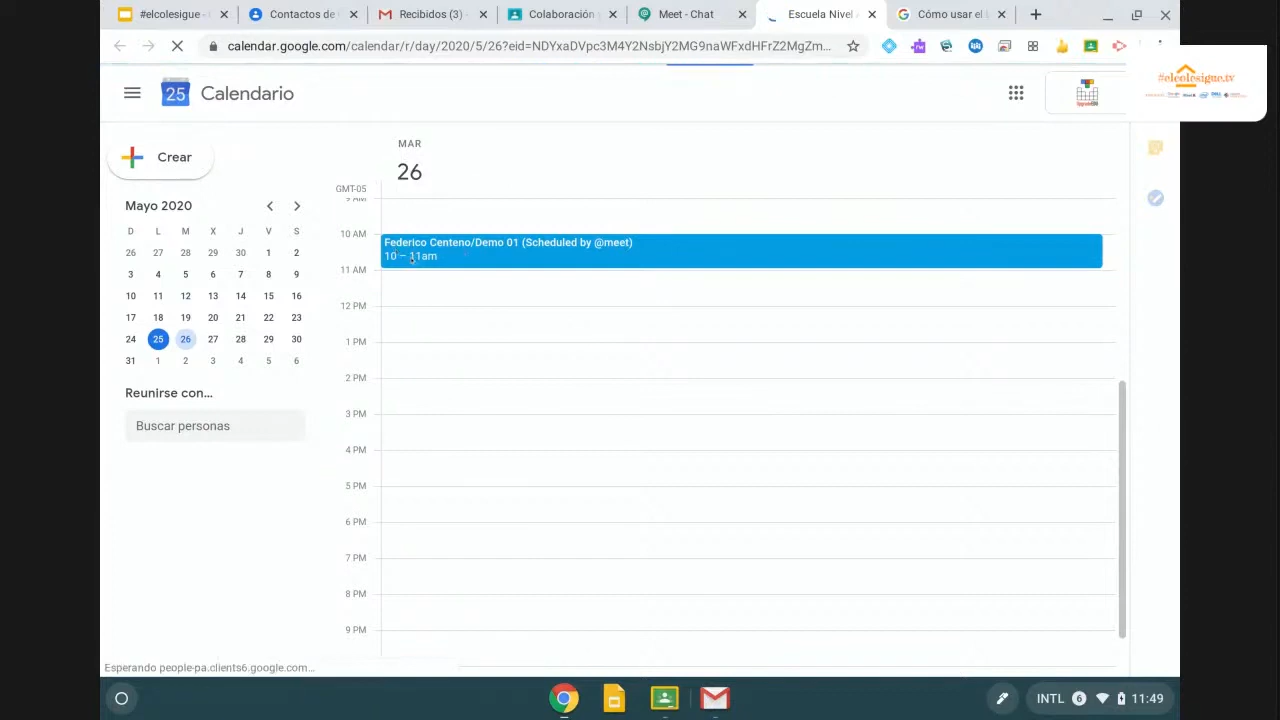 #elcolesigue -
Contactos de
Recibidos (3) -
Colaboración
Meet - Chat
Escuela Nivel
Cómo usar el
calendar.google.com/calendar/r/day/2020/5/26?eid=NDYxaDVpc3M4Y2NsbjY2MG9naWFxdHFrZ2MgZm...
#elcolesigue.tv
25
Calendario
Crear
MAR
26
GMT-05
Mayo 2020
D L M X J V S
26 27 28 29 30 1 2
3 4 5 6 7 8 9
10 11 12 13 14 15 16
17 18 19 20 21 22 23
24 25 26 27 28 29 30
31 1 2 3 4 5 6
Reunirse con...
Buscar personas
9 AM
10 AM
Federico Centeno/Demo 01 (Scheduled by @meet)
10 – 11am
11 AM
12 PM
1 PM
2 PM
3 PM
4 PM
5 PM
6 PM
7 PM
8 PM
9 PM
Esperando people-pa.clients6.google.com...
INTL 6 11:49